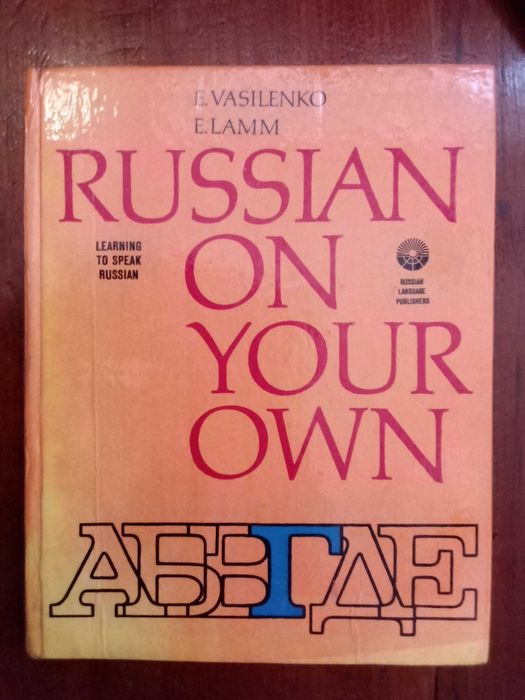 E. VASILENKO
E. LAMM
RUSSIAN
LEARNING
TO SPEAK
RUSSIAN
ON
RUSSIAN
LANGUAGE
PUBLISHERS
YOUR
OWN
АБВГДЕ